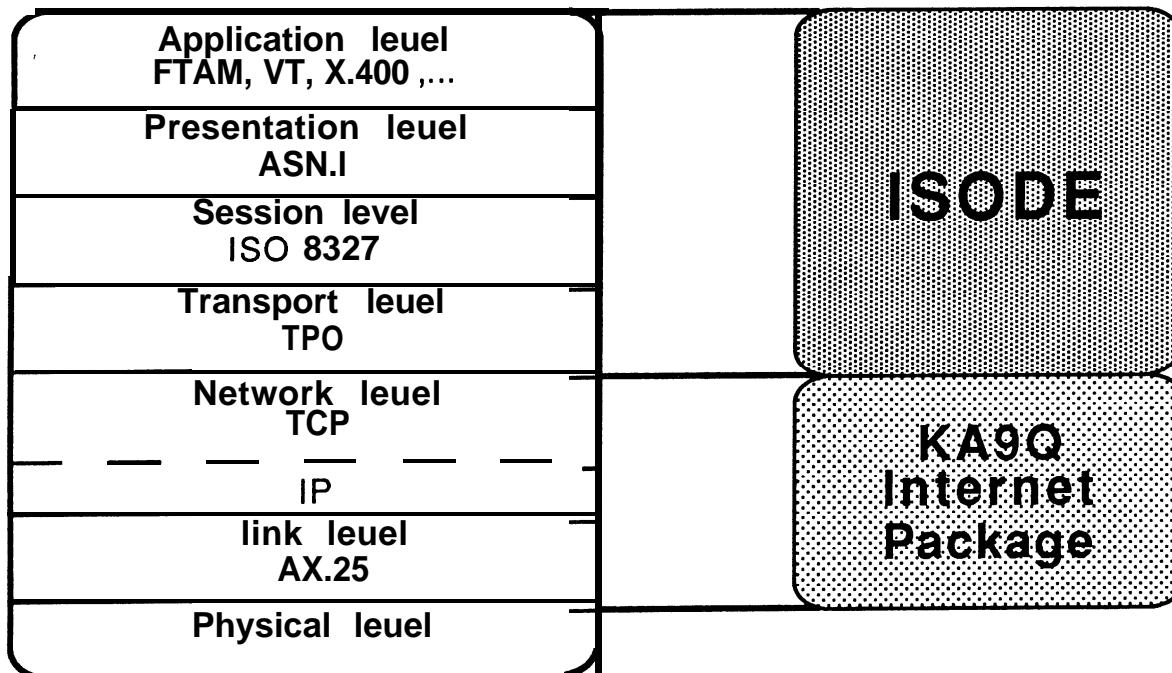 Application leuel
FTAM, VT, X.400 ,...
Presentation leuel
ASN.I
Session level
ISO 8327
Transport leuel
TPO
Network leuel
TCP
IP
link leuel
AX.25
Physical leuel
ISODE
KA9Q
Internet
Package